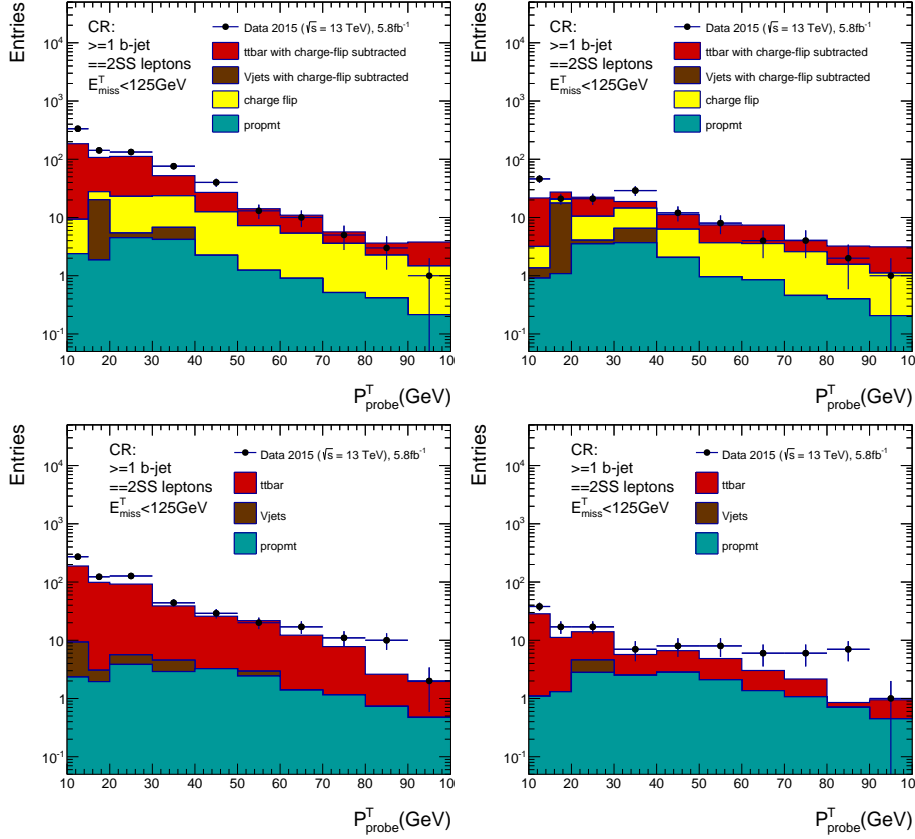 Entries
10⁴
10³
10²
10
1
10⁻¹
CR:
>=1 b-jet
==2SS leptons
E^T_miss<125GeV
Data 2015 (√s = 13 TeV), 5.8fb⁻¹
ttbar with charge-flip subtracted
Vjets with charge-flip subtracted
charge flip
propmt
10 20 30 40 50 60 70 80 90 100
P^T_probe(GeV)
Entries
10⁴
10³
10²
10
1
10⁻¹
CR:
>=1 b-jet
==2SS leptons
E^T_miss<125GeV
Data 2015 (√s = 13 TeV), 5.8fb⁻¹
ttbar with charge-flip subtracted
Vjets with charge-flip subtracted
charge flip
propmt
10 20 30 40 50 60 70 80 90 100
P^T_probe(GeV)
Entries
10⁴
10³
10²
10
1
10⁻¹
CR:
>=1 b-jet
==2SS leptons
E^T_miss<125GeV
Data 2015 (√s = 13 TeV), 5.8fb⁻¹
ttbar
Vjets
propmt
10 20 30 40 50 60 70 80 90 100
P^T_probe(GeV)
Entries
10⁴
10³
10²
10
1
10⁻¹
CR:
>=1 b-jet
==2SS leptons
E^T_miss<125GeV
Data 2015 (√s = 13 TeV), 5.8fb⁻¹
ttbar
Vjets
propmt
10 20 30 40 50 60 70 80 90 100
P^T_probe(GeV)